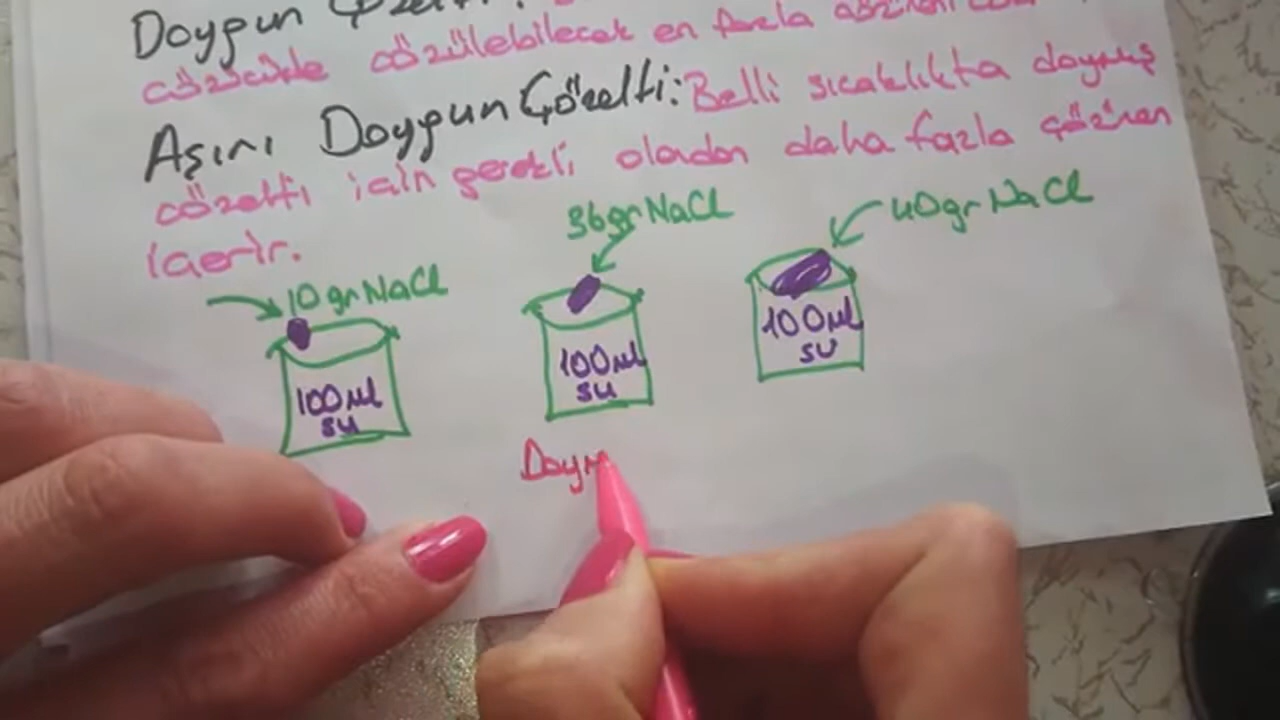 Doygun
çözücüde çözülebilecek en fazla
Aşırı Doygun Çözelti: Belli sıcaklıkta doymuş
çözelti için gerekli olandan daha fazla çözünen
içerir.
10gr NaCl
36gr NaCl
40gr NaCl
100ml
su
100ml
su
100ml
su
Doym